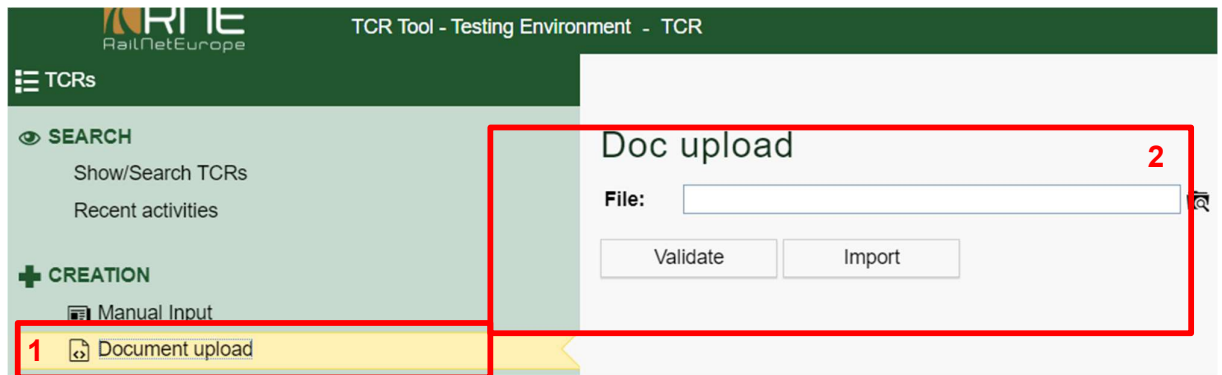 RNE
RailNetEurope
TCR Tool - Testing Environment - TCR
TCRs
SEARCH
Show/Search TCRs
Recent activities
CREATION
Manual Input
1 Document upload
Doc upload
2
File:
Validate Import